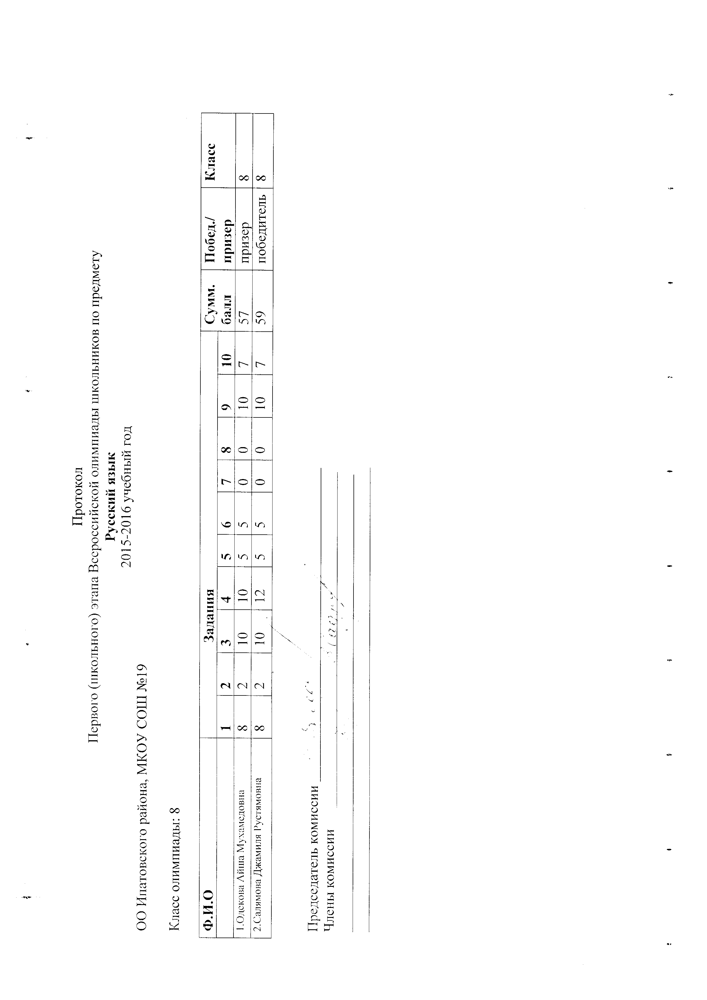 Протокол
Первого (школьного) этапа Всероссийской олимпиады школьников по предмету
Русский язык
2015-2016 учебный год
ОО Ипатовского района, МКОУ СОШ №19
Класс олимпиады: 8
Ф.И.О Задания Сумм. балл Побед./призер Класс
1 2 3 4 5 6 7 8 9 10
1.Одекова Айша Мухамедовна 8 2 10 10 5 5 0 0 10 7 57 призер 8
2.Салямова Джамиля Рустямовна 8 2 10 12 5 5 0 0 10 7 59 победитель 8
Председатель комиссии
Члены комиссии